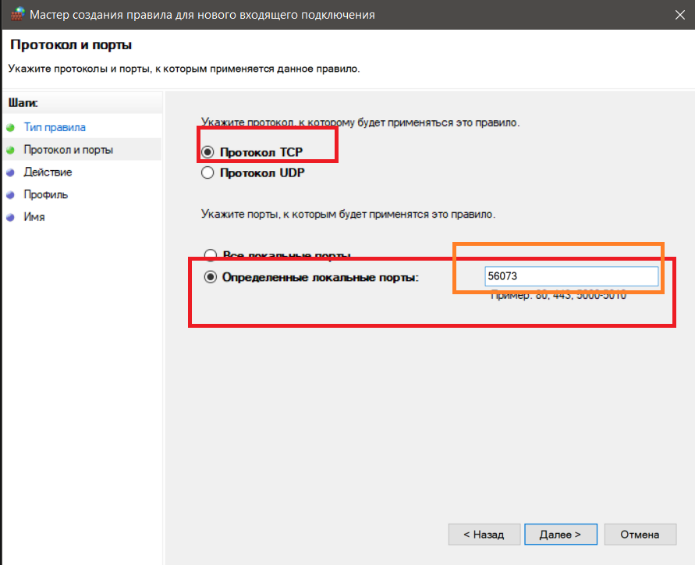 Мастер создания правила для нового входящего подключения
Протокол и порты
Укажите протоколы и порты, к которым применяется данное правило.
Шаги:
Тип правила
Протокол и порты
Действие
Профиль
Имя
Укажите протокол, к которому будет применяться это правило.
Протокол TCP
Протокол UDP
Укажите порты, к которым будет применятся это правило.
Все локальные порты
Определенные локальные порты:
56073
Пример: 80, 443, 5000-5010
< Назад
Далее >
Отмена